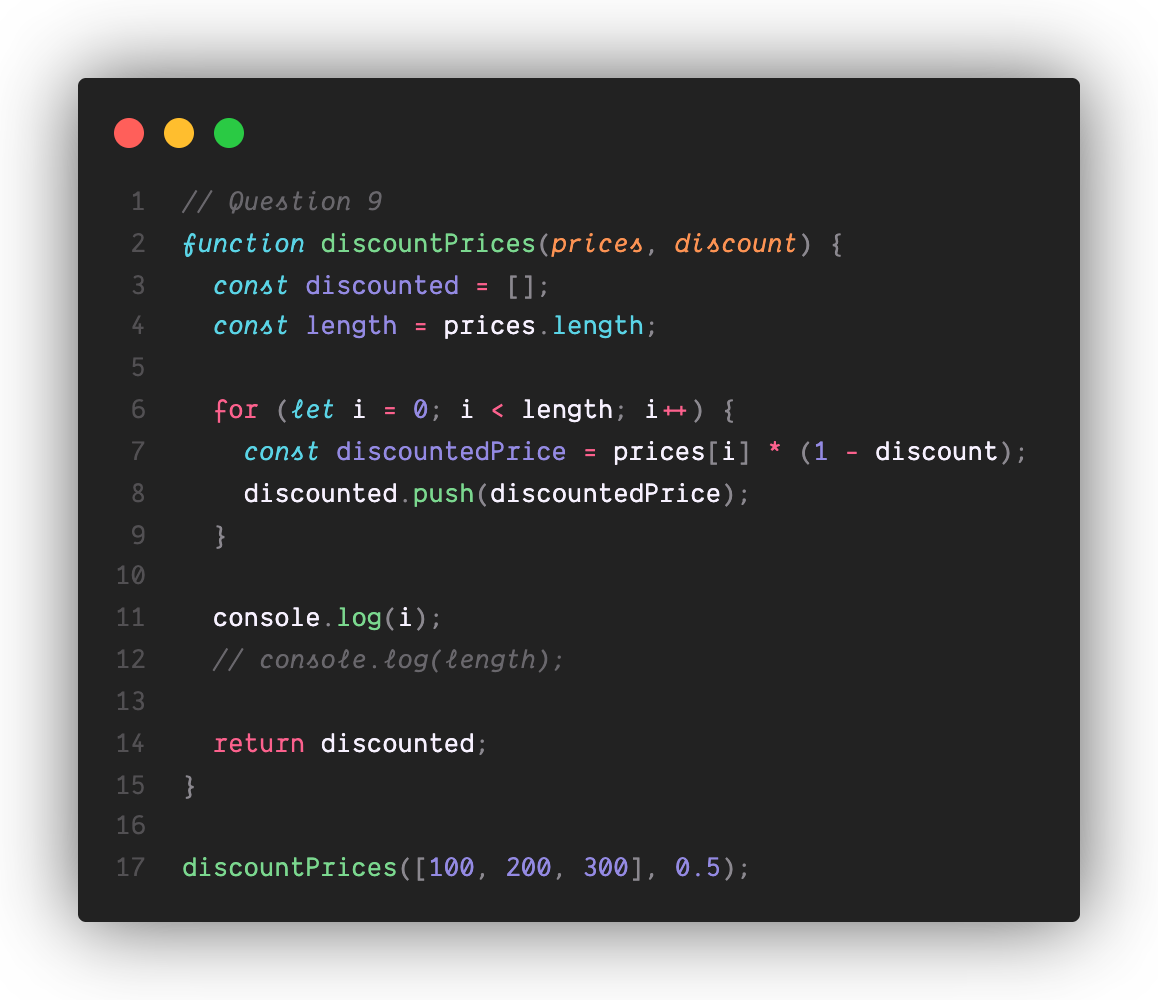 1 // Question 9
2 function discountPrices(prices, discount) {
3 const discounted = [];
4 const length = prices.length;
5
6 for (let i = 0; i < length; i++) {
7 const discountedPrice = prices[i] * (1 - discount);
8 discounted.push(discountedPrice);
9 }
10
11 console.log(i);
12 // console.log(length);
13
14 return discounted;
15 }
16
17 discountPrices([100, 200, 300], 0.5);